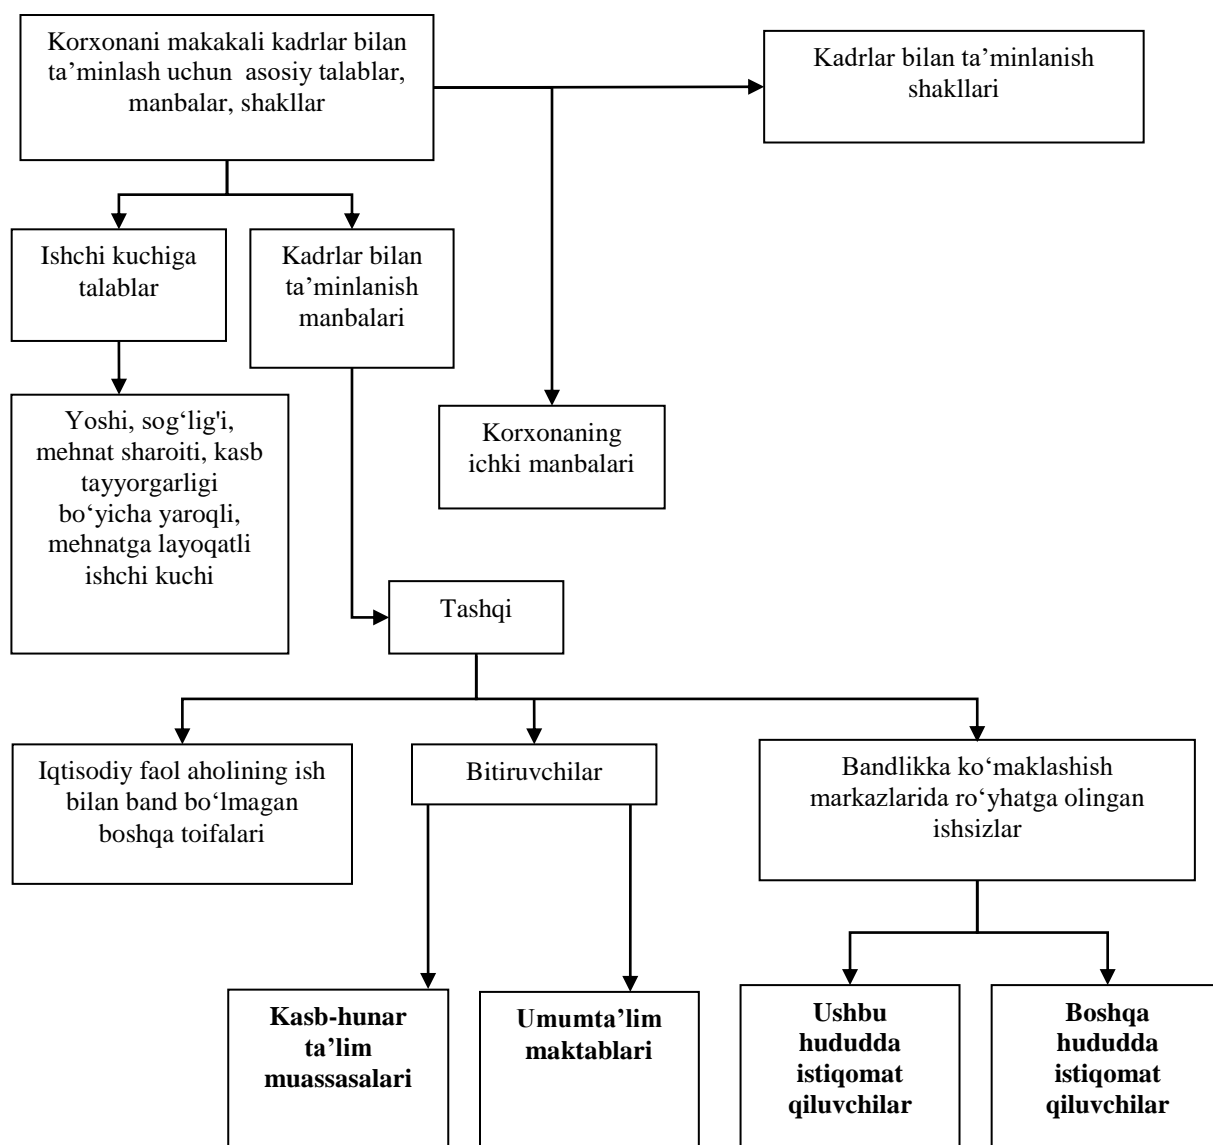 Korxonani makakali kadrlar bilan
ta’minlash uchun asosiy talablar,
manbalar, shakllar
Kadrlar bilan ta’minlanish
shakllari
Ishchi kuchiga
talablar
Kadrlar bilan
ta’minlanish
manbalari
Yoshi, sog‘lig'i,
mehnat sharoiti, kasb
tayyorgarligi
bo‘yicha yaroqli,
mehnatga layoqatli
ishchi kuchi
Korxonaning
ichki manbalari
Tashqi
Iqtisodiy faol aholining ish
bilan band bo‘lmagan
boshqa toifalari
Bitiruvchilar
Bandlikka ko‘maklashish
markazlarida ro‘yhatga olingan
ishsizlar
Kasb-hunar
ta’lim
muassasalari
Umumta’lim
maktablari
Ushbu
hududda
istiqomat
qiluvchilar
Boshqa
hududda
istiqomat
qiluvchilar